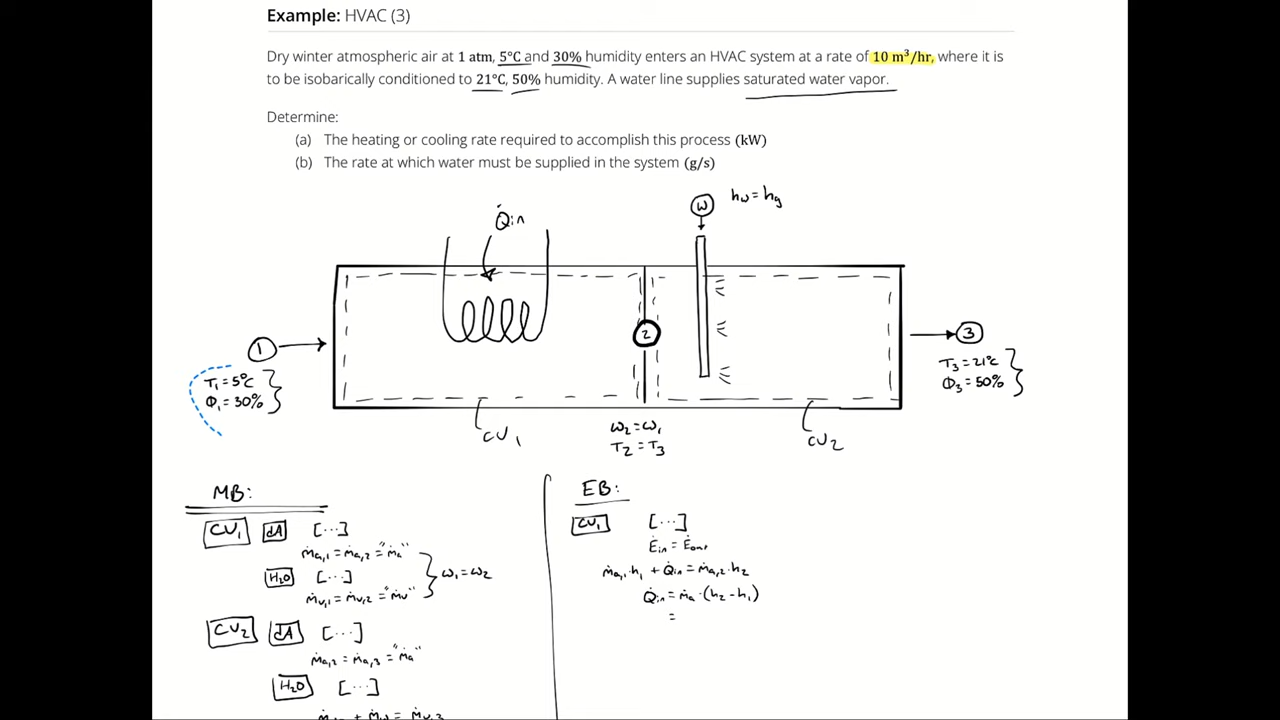 Example: HVAC (3)
Dry winter atmospheric air at 1 atm, 5°C and 30% humidity enters an HVAC system at a rate of 10 m³/hr, where it is
to be isobarically conditioned to 21°C, 50% humidity. A water line supplies saturated water vapor.
Determine:
(a) The heating or cooling rate required to accomplish this process (kW)
(b) The rate at which water must be supplied in the system (g/s)
Q̇in
W
hw = hg
1
T₁ = 5°C
Φ₁ = 30%
2
3
T₃ = 21°C
Φ₃ = 50%
CV₁
ω₂ = ω₁
T₂ = T₃
CV₂
MB:
CV₁ dA [...]
ṁa,1 = ṁa,2 = "ṁa"
H₂O [...]
ṁv,1 = ṁv,2 = "ṁv"
ω₁ = ω₂
CV₂ dA [...]
ṁa,2 = ṁa,3 = "ṁa"
H₂O [...]
EB:
CV₁ [...]
Ėin = Ėout
ṁa,1 · h₁ + Q̇in = ṁa,2 · h₂
Q̇in = ṁa · (h₂ - h₁)
=